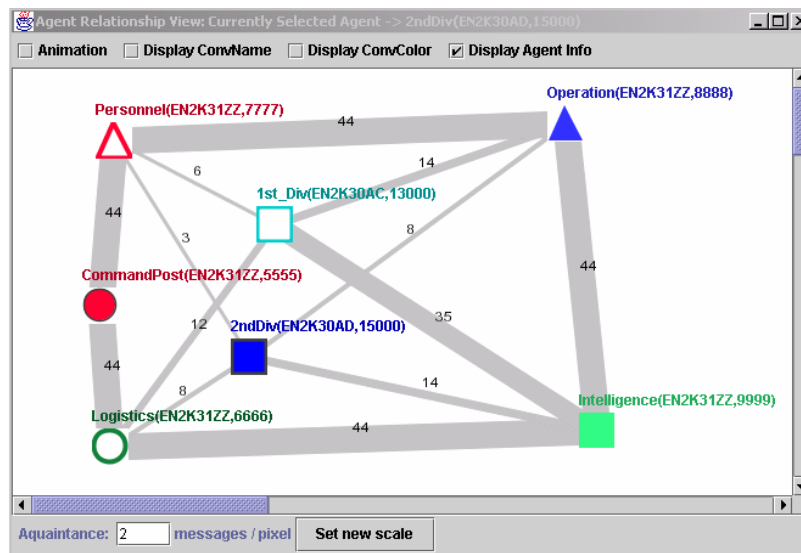 Agent Relationship View: Currently Selected Agent -> 2ndDiv(EN2K30AD,15000)
Animation Display ConvName Display ConvColor Display Agent Info
Operation(EN2K31ZZ,8888)
Personnel(EN2K31ZZ,7777)
44
14
6
1st_Div(EN2K30AC,13000)
44
8
3
44
CommandPost(EN2K31ZZ,5555)
35
12
2ndDiv(EN2K30AD,15000)
44
14
8
Intelligence(EN2K31ZZ,9999)
Logistics(EN2K31ZZ,6666)
44
Aquaintance: 2 messages / pixel Set new scale